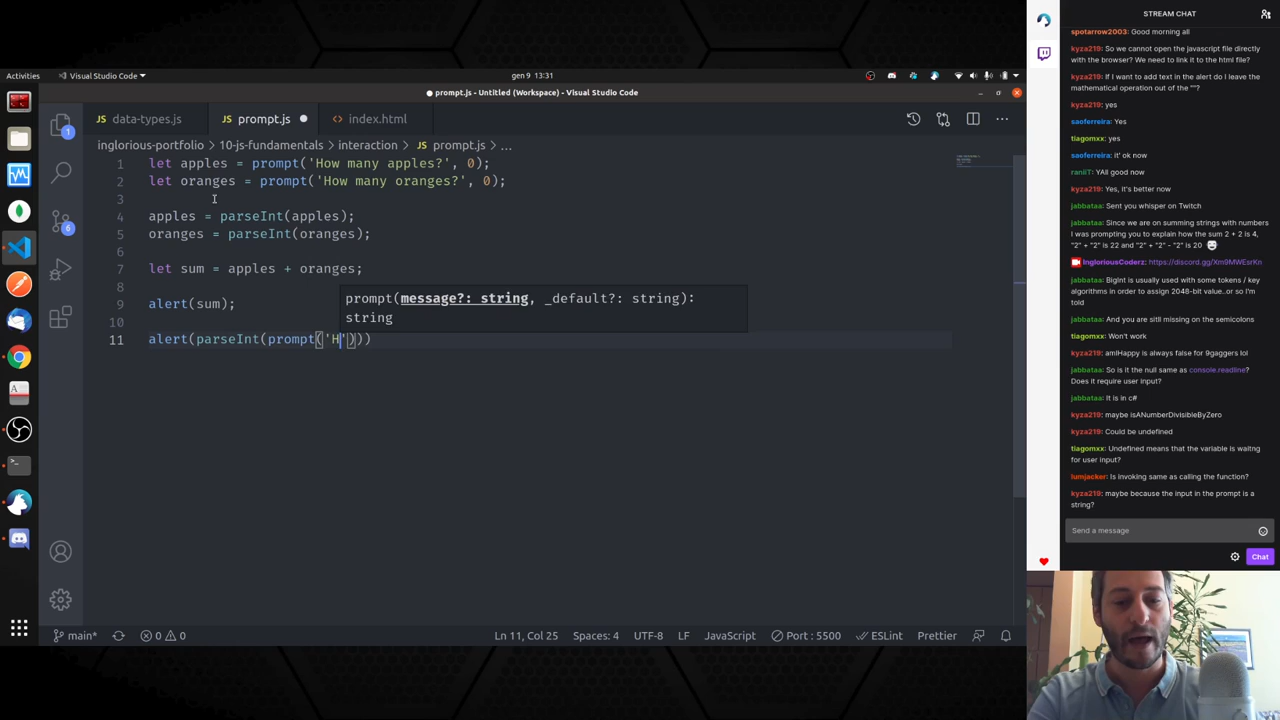 Activities
Visual Studio Code
gen 9 13:31
prompt.js - Untitled (Workspace) - Visual Studio Code
data-types.js
prompt.js
index.html
inglorious-portfolio > 10-js-fundamentals > inte
prompt.js > ...
1 let apples = prompt('How many apples?', 0);
2 let oranges = prompt('How many oranges?', 0);
3
4 apples = parseInt(apples);
5 oranges = parseInt(oranges);
6
7 let sum = apples + oranges;
8
9 alert(sum);
10
11 alert(parseInt(prompt('H')))
prompt(message?: string, _default?: string):
string
1
6
main*
0 0
Ln 11, Col 25
Spaces: 4
UTF-8
LF
JavaScript
Port : 5500
ESLint
Prettier
STREAM CHAT
spotarrow2003: Good morning all
kyza219: So we cannot open the javascript file directly
with the browser? We need to link it to the html file?
kyza219: If I want to add text in the alert do I leave the
mathematical operation out of the ""?
kyza219: yes
saoferreira: Yes
tiagomxx: yes
saoferreira: it' ok now
raniiT: YAll good now
kyza219: Yes, it's better now
jabbataa: Sent you whisper on Twitch
jabbataa: Since we are on summing strings with numbers
I was prompting you to explain how the sum 2 + 2 is 4,
"2" + "2" is 22 and "2" + "2" - "2" is 20
IngloriousCoderz: https://discord.gg/Xm9MWEsrKn
jabbataa: BigInt is usually used with some tokens / key
algorithms in order to assign 2048-bit value..or so I'm
told
jabbataa: And you are sitll missing on the semicolons
tiagomxx: Won't work
kyza219: amIHappy is always false for 9gaggers lol
jabbataa: So is it the null same as console.readline?
Does it require user input?
jabbataa: It is in c#
kyza219: maybe isANumberDivisibleByZero
kyza219: Could be undefined
tiagomxx: Undefined means that the variable is waitng
for user input?
lumjacker: Is invoking same as calling the function?
kyza219: maybe because the input in the prompt is a
string?
Send a message
Chat